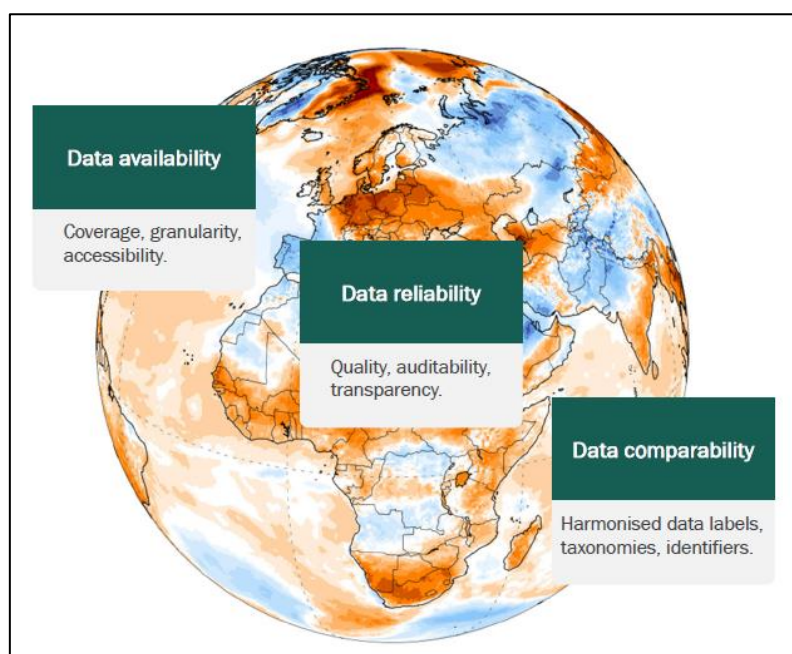 Data availability
Coverage, granularity,
accessibility.
Data reliability
Quality, auditability,
transparency.
Data comparability
Harmonised data labels,
taxonomies, identifiers.